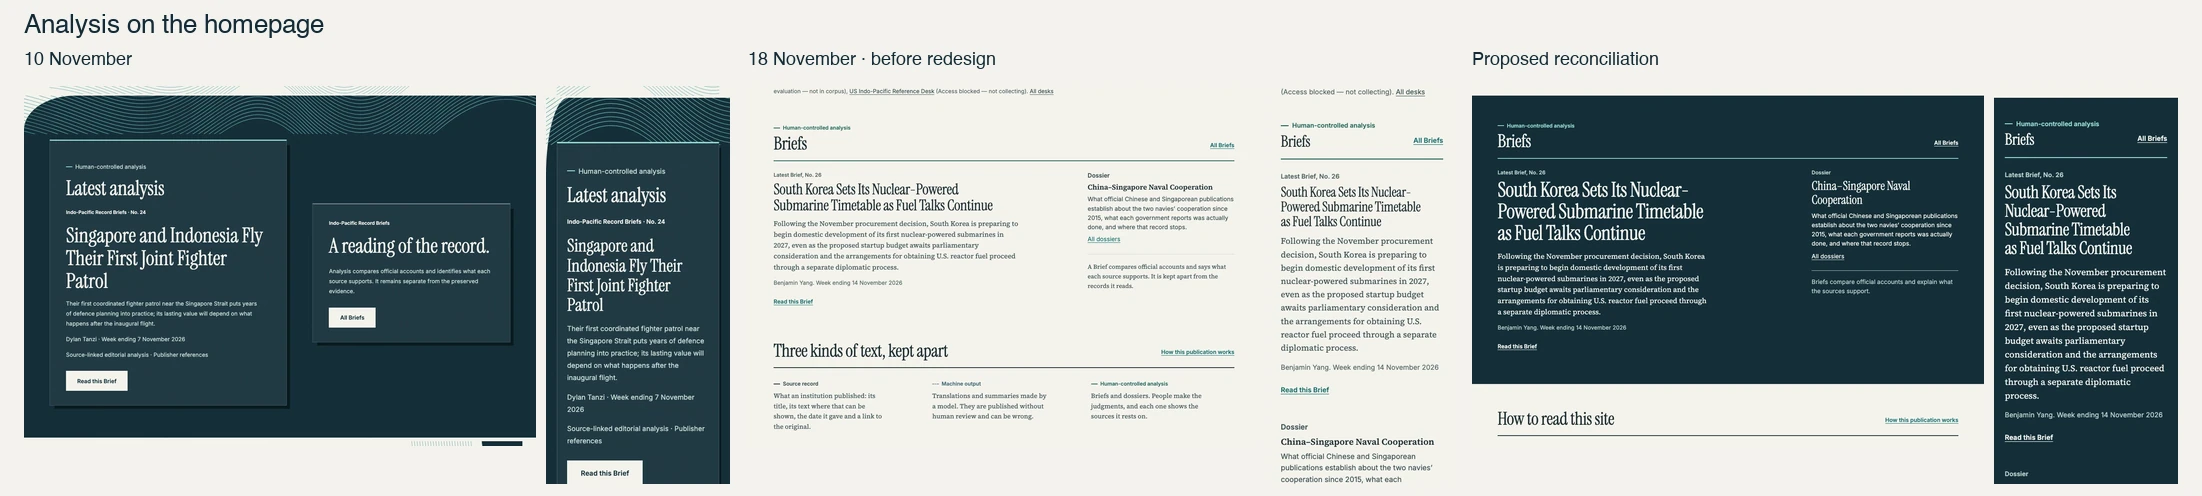 Analysis on the homepage
10 November
Human-controlled analysis
Latest analysis
Indo-Pacific Record Briefs · No. 24
Singapore and Indonesia Fly
Their First Joint Fighter
Patrol
Their first coordinated fighter patrol near the Singapore Strait puts years
of defence planning into practice; its lasting value will depend on what
happens after the inaugural flight.
Dylan Tanzi · Week ending 7 November 2026
Source-linked editorial analysis · Publisher references
Read this Brief
Indo-Pacific Record Briefs
A reading of the record.
Analysis compares official accounts and identifies what each
source supports. It remains separate from the preserved
evidence.
All Briefs
Human-controlled analysis
Latest analysis
Indo-Pacific Record Briefs · No. 24
Singapore and
Indonesia Fly Their
First Joint Fighter
Patrol
Their first coordinated fighter patrol near
the Singapore Strait puts years of defence
planning into practice; its lasting value will
depend on what happens after the
inaugural flight.
Dylan Tanzi · Week ending 7 November
2026
Source-linked editorial analysis · Publisher
references
Read this Brief
18 November · before redesign
evaluation — not in corpus), US Indo-Pacific Reference Desk (Access blocked — not collecting). All desks
Human-controlled analysis
Briefs
All Briefs
Latest Brief, No. 26
South Korea Sets Its Nuclear-Powered
Submarine Timetable as Fuel Talks Continue
Following the November procurement decision, South Korea is preparing to
begin domestic development of its first nuclear-powered submarines in
2027, even as the proposed startup budget awaits parliamentary
consideration and the arrangements for obtaining U.S. reactor fuel proceed
through a separate diplomatic process.
Benjamin Yang. Week ending 14 November 2026
Read this Brief
Dossier
China–Singapore Naval Cooperation
What official Chinese and Singaporean publications
establish about the two navies' cooperation since
2015, what each government reports was actually
done, and where that record stops.
All dossiers
A Brief compares official accounts and says what
each source supports. It is kept apart from the
records it reads.
Three kinds of text, kept apart
How this publication works
Source record
What an institution published: its
title, its text where that can be
shown, the date it gave and a link to
the original.
Machine output
Translations and summaries made by
a model. They are published without
human review and can be wrong.
Human-controlled analysis
Briefs and dossiers. People make the
judgments, and each one shows the
sources it rests on.
(Access blocked — not collecting). All desks
Human-controlled analysis
Briefs
All Briefs
Latest Brief, No. 26
South Korea Sets Its Nuclear-
Powered Submarine Timetable
as Fuel Talks Continue
Following the November procurement
decision, South Korea is preparing to
begin domestic development of its first
nuclear-powered submarines in 2027,
even as the proposed startup budget
awaits parliamentary consideration and
the arrangements for obtaining U.S.
reactor fuel proceed through a separate
diplomatic process.
Benjamin Yang. Week ending 14 November 2026
Read this Brief
Dossier
China–Singapore Naval Cooperation
What official Chinese and Singaporean
publications establish about the two navies'
cooperation since 2015, what each
Proposed reconciliation
Human-controlled analysis
Briefs
All Briefs
Latest Brief, No. 26
South Korea Sets Its Nuclear-
Powered Submarine Timetable
as Fuel Talks Continue
Following the November procurement decision, South Korea
is preparing to begin domestic development of its first
nuclear-powered submarines in 2027, even as the proposed
startup budget awaits parliamentary consideration and the
arrangements for obtaining U.S. reactor fuel proceed through
a separate diplomatic process.
Benjamin Yang. Week ending 14 November 2026
Read this Brief
Dossier
China–Singapore Naval
Cooperation
What official Chinese and Singaporean publications
establish about the two navies' cooperation since
2015, what each government reports was actually
done, and where that record stops.
All dossiers
Briefs compare official accounts and explain what
the sources support.
How to read this site
How this publication works
Human-controlled analysis
Briefs
All Briefs
Latest Brief, No. 26
South Korea Sets Its
Nuclear-Powered
Submarine Timetable
as Fuel Talks Continue
Following the November procurement
decision, South Korea is preparing to
begin domestic development of its
first nuclear-powered submarines in
2027, even as the proposed startup
budget awaits parliamentary
consideration and the arrangements
for obtaining U.S. reactor fuel proceed
through a separate diplomatic
process.
Benjamin Yang. Week ending 14 November 2026
Read this Brief
Dossier